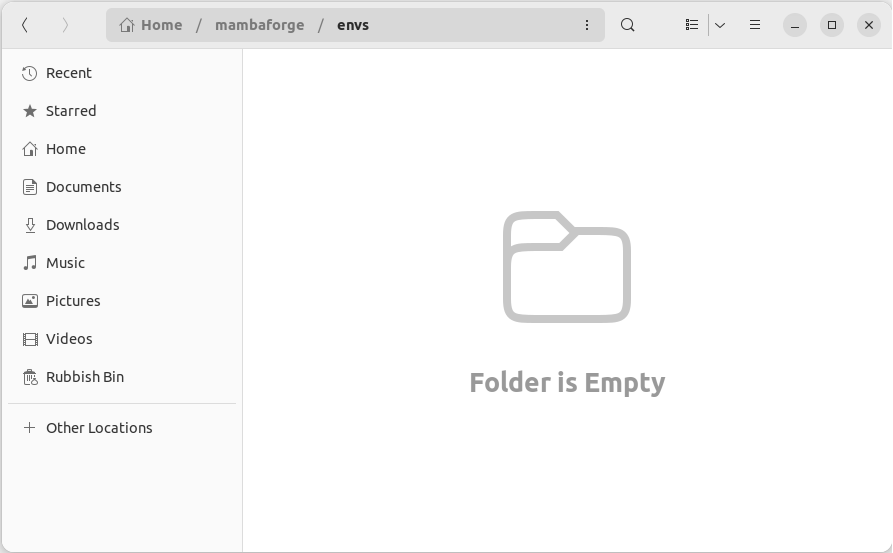 Home / mambaforge / envs
Recent
Starred
Home
Documents
Downloads
Music
Pictures
Videos
Rubbish Bin
Other Locations
Folder is Empty